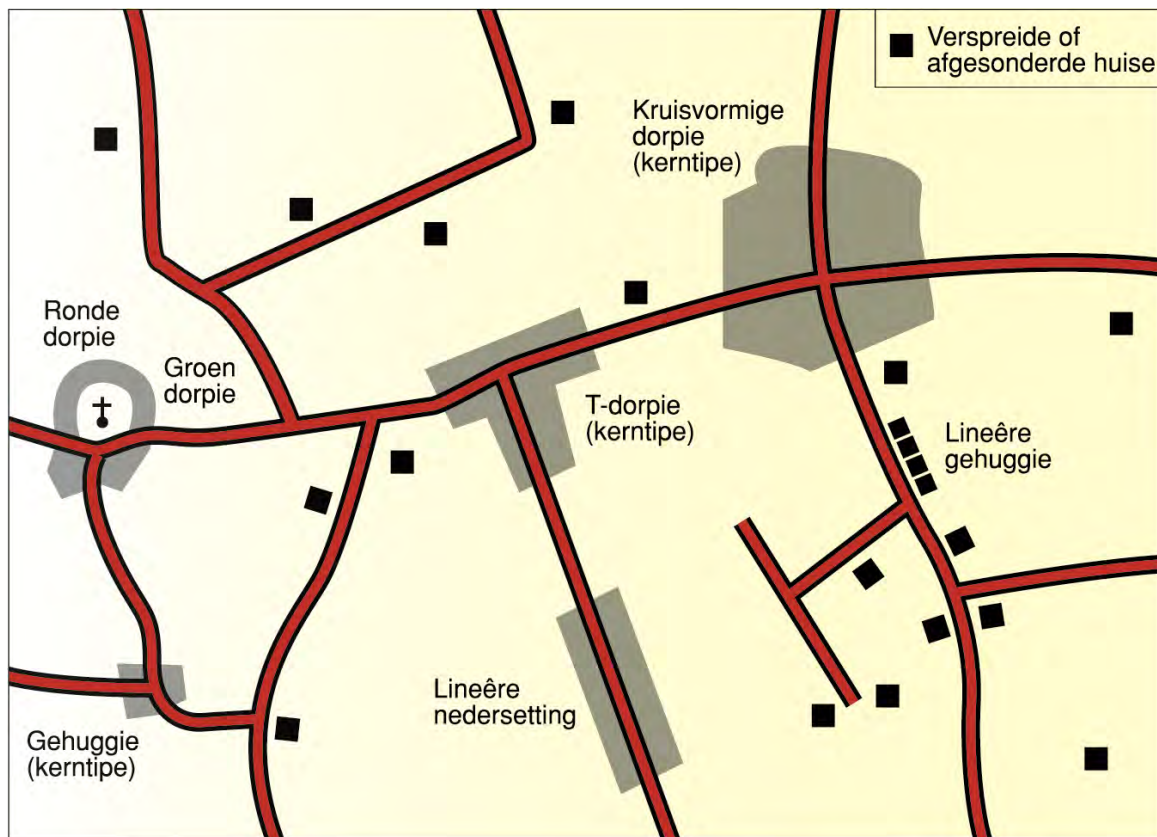 Verspreide of
afgesonderde huise
Kruisvormige
dorpie
(kerntipe)
Ronde
dorpie
Groen
dorpie
T-dorpie
(kerntipe)
Lineêre
gehuggie
Lineêre
nedersetting
Gehuggie
(kerntipe)